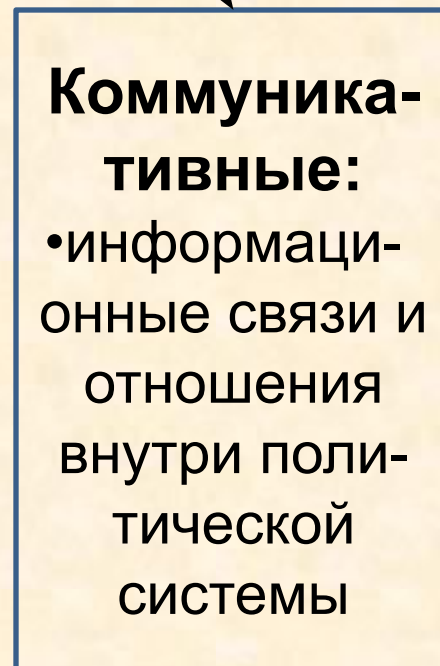 Коммуника-
тивные:
•информаци-
онные связи и
отношения
внутри поли-
тической
системы